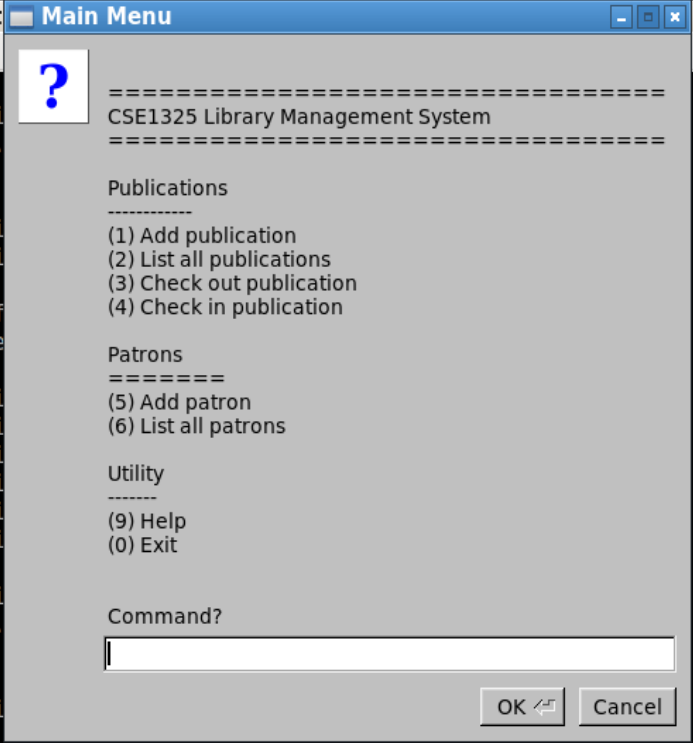 Main Menu
?
=================================
CSE1325 Library Management System
=================================
Publications
------------
(1) Add publication
(2) List all publications
(3) Check out publication
(4) Check in publication
Patrons
=======
(5) Add patron
(6) List all patrons
Utility
-------
(9) Help
(0) Exit
Command?
OK
Cancel